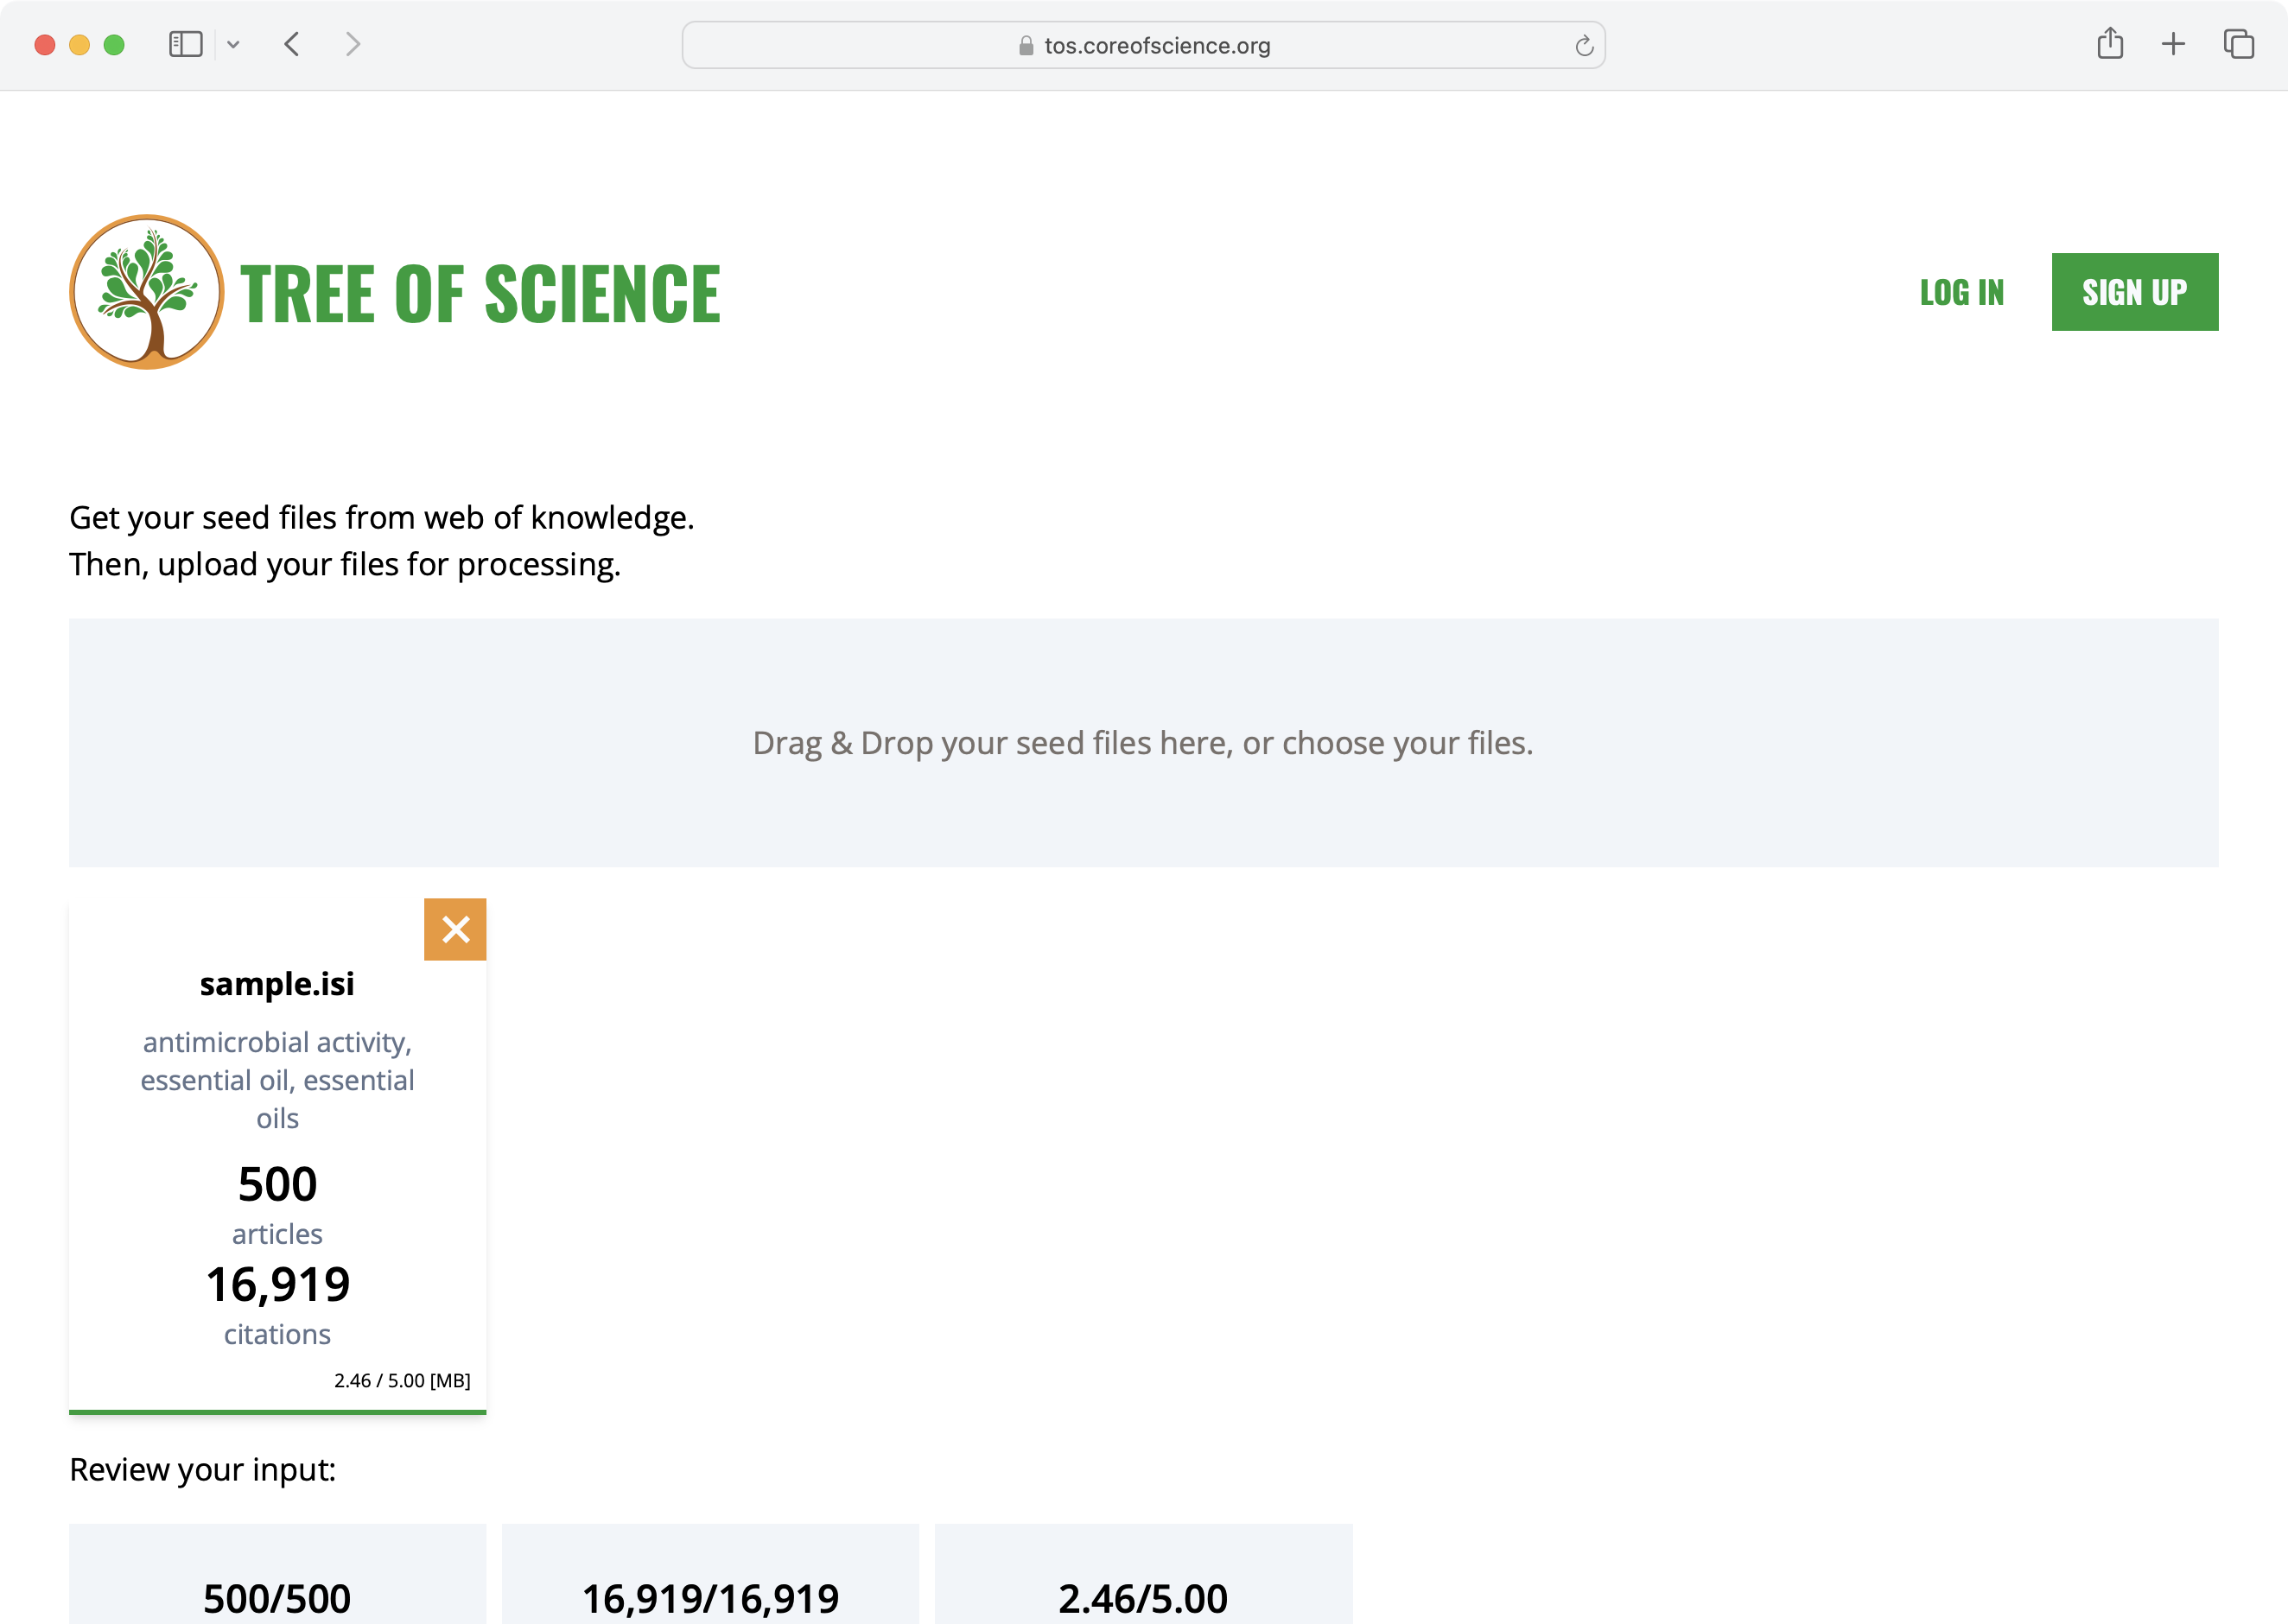 tos.coreofscience.org
TREE OF SCIENCE
LOG IN
SIGN UP
Get your seed files from web of knowledge.
Then, upload your files for processing.
Drag & Drop your seed files here, or choose your files.
sample.isi
antimicrobial activity,
essential oil, essential
oils
500
articles
16,919
citations
2.46 / 5.00 [MB]
Review your input:
500/500
16,919/16,919
2.46/5.00